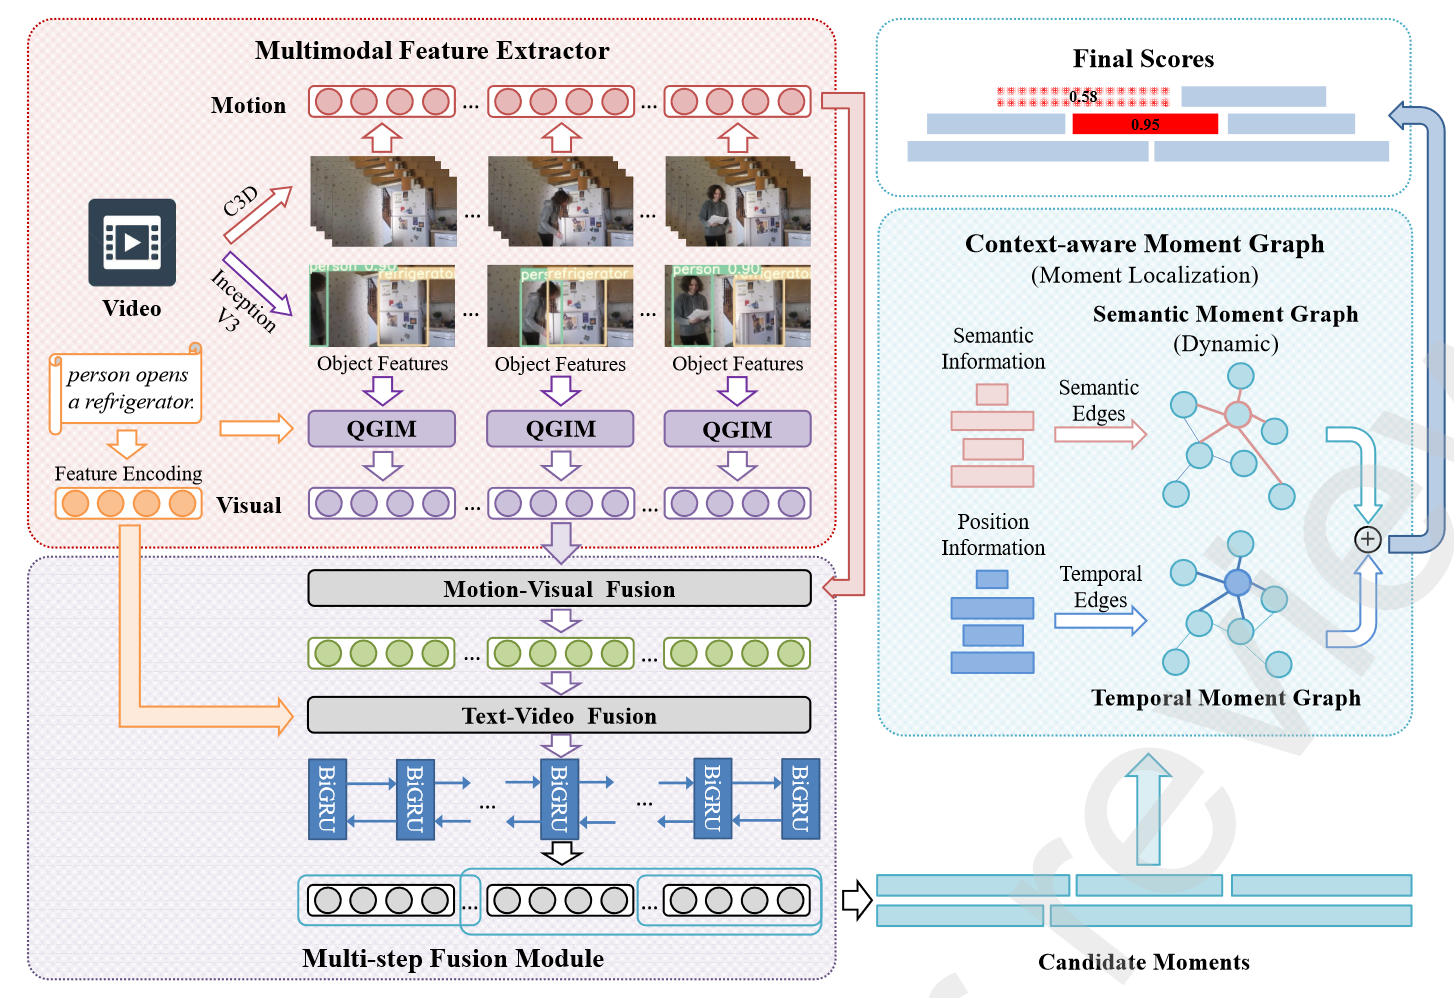 Multimodal Feature Extractor
Motion
...
...
C3D
...
...
Video
Inception
V3
person 0.90
refrigerator
refrigerator
person 0.90
...
...
Object Features
Object Features
Object Features
person opens
a refrigerator.
QGIM
QGIM
QGIM
Feature Encoding
Visual
...
...
Motion-Visual Fusion
...
...
Text-Video Fusion
BiGRU
BiGRU
...
BiGRU
...
BiGRU
BiGRU
...
...
Multi-step Fusion Module
Final Scores
0.58
0.95
Context-aware Moment Graph
(Moment Localization)
Semantic Moment Graph
(Dynamic)
Semantic
Information
Semantic
Edges
+
Position
Information
Temporal
Edges
Temporal Moment Graph
Candidate Moments
r review